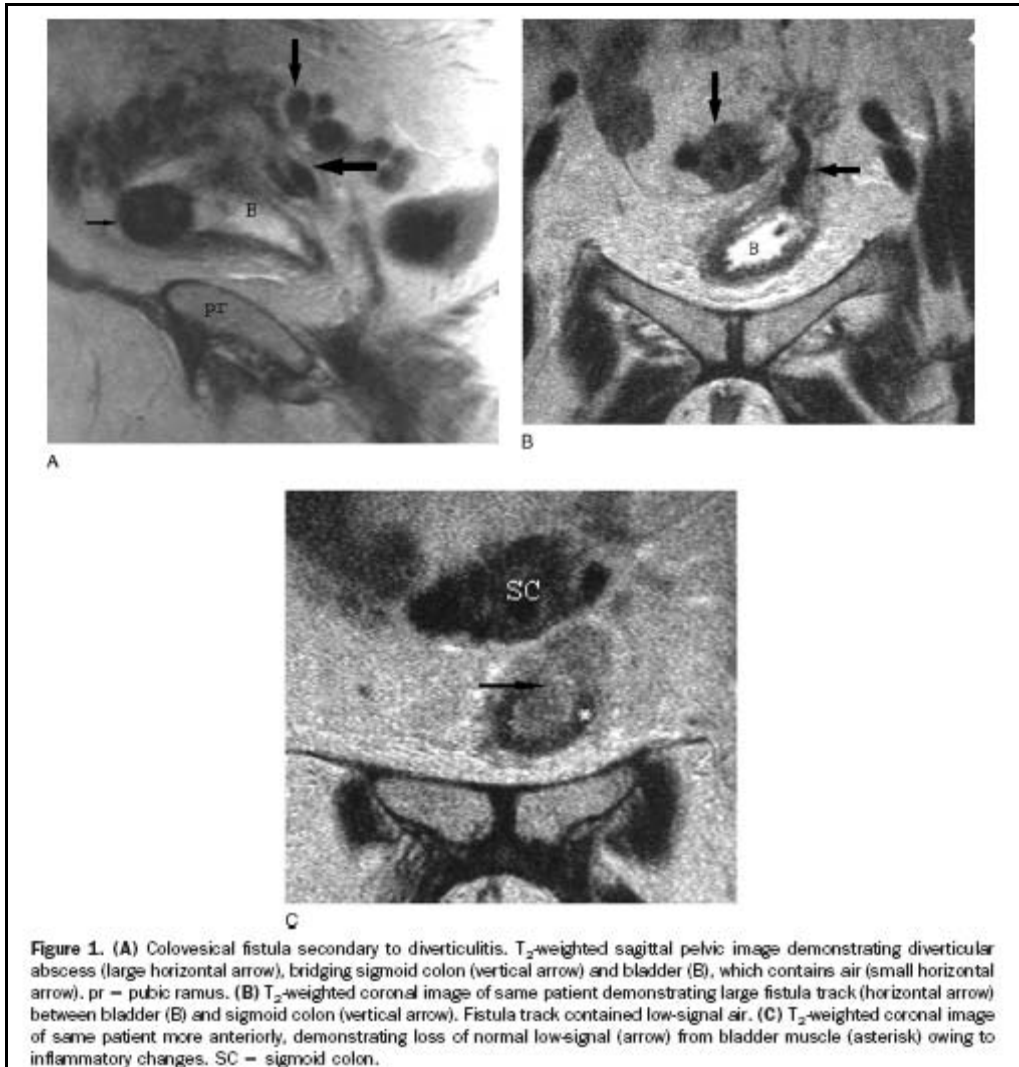 B
pr
A
B
B
SC
*
C
Figure 1. (A) Colovesical fistula secondary to diverticulitis. T₂-weighted sagittal pelvic image demonstrating diverticular
abscess (large horizontal arrow), bridging sigmoid colon (vertical arrow) and bladder (B), which contains air (small horizontal
arrow). pr = pubic ramus. (B) T₂-weighted coronal image of same patient demonstrating large fistula track (horizontal arrow)
between bladder (B) and sigmoid colon (vertical arrow). Fistula track contained low-signal air. (C) T₂-weighted coronal image
of same patient more anteriorly, demonstrating loss of normal low-signal (arrow) from bladder muscle (asterisk) owing to
inflammatory changes. SC = sigmoid colon.